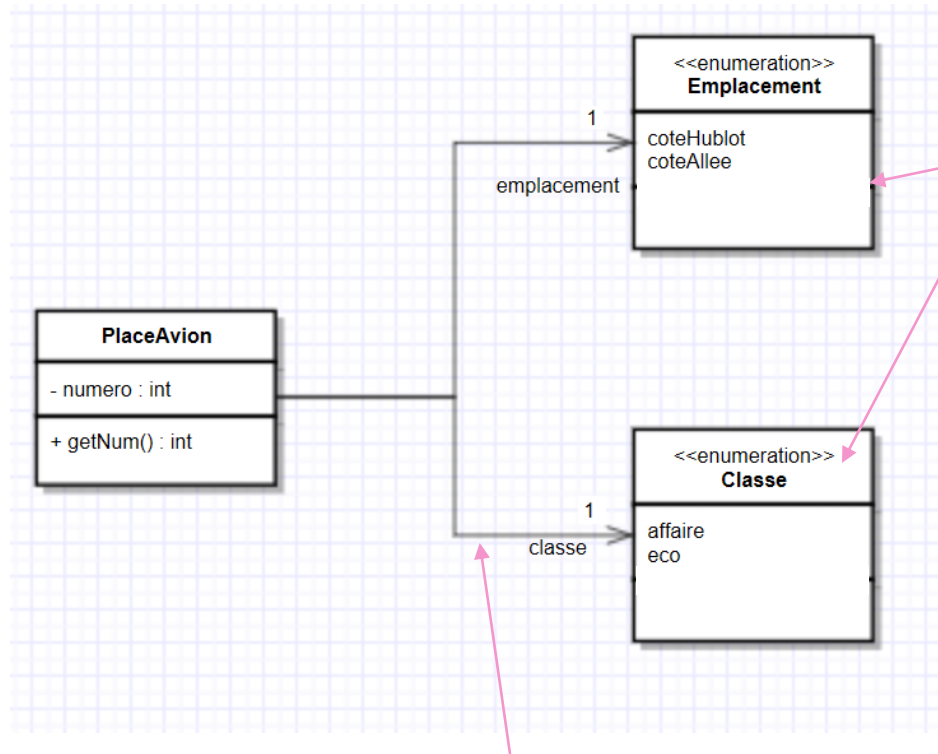 <<enumeration>>
Emplacement
1
coteHublot
coteAllee
emplacement
PlaceAvion
- numero : int
+ getNum() : int
<<enumeration>>
Classe
1
classe
affaire
eco